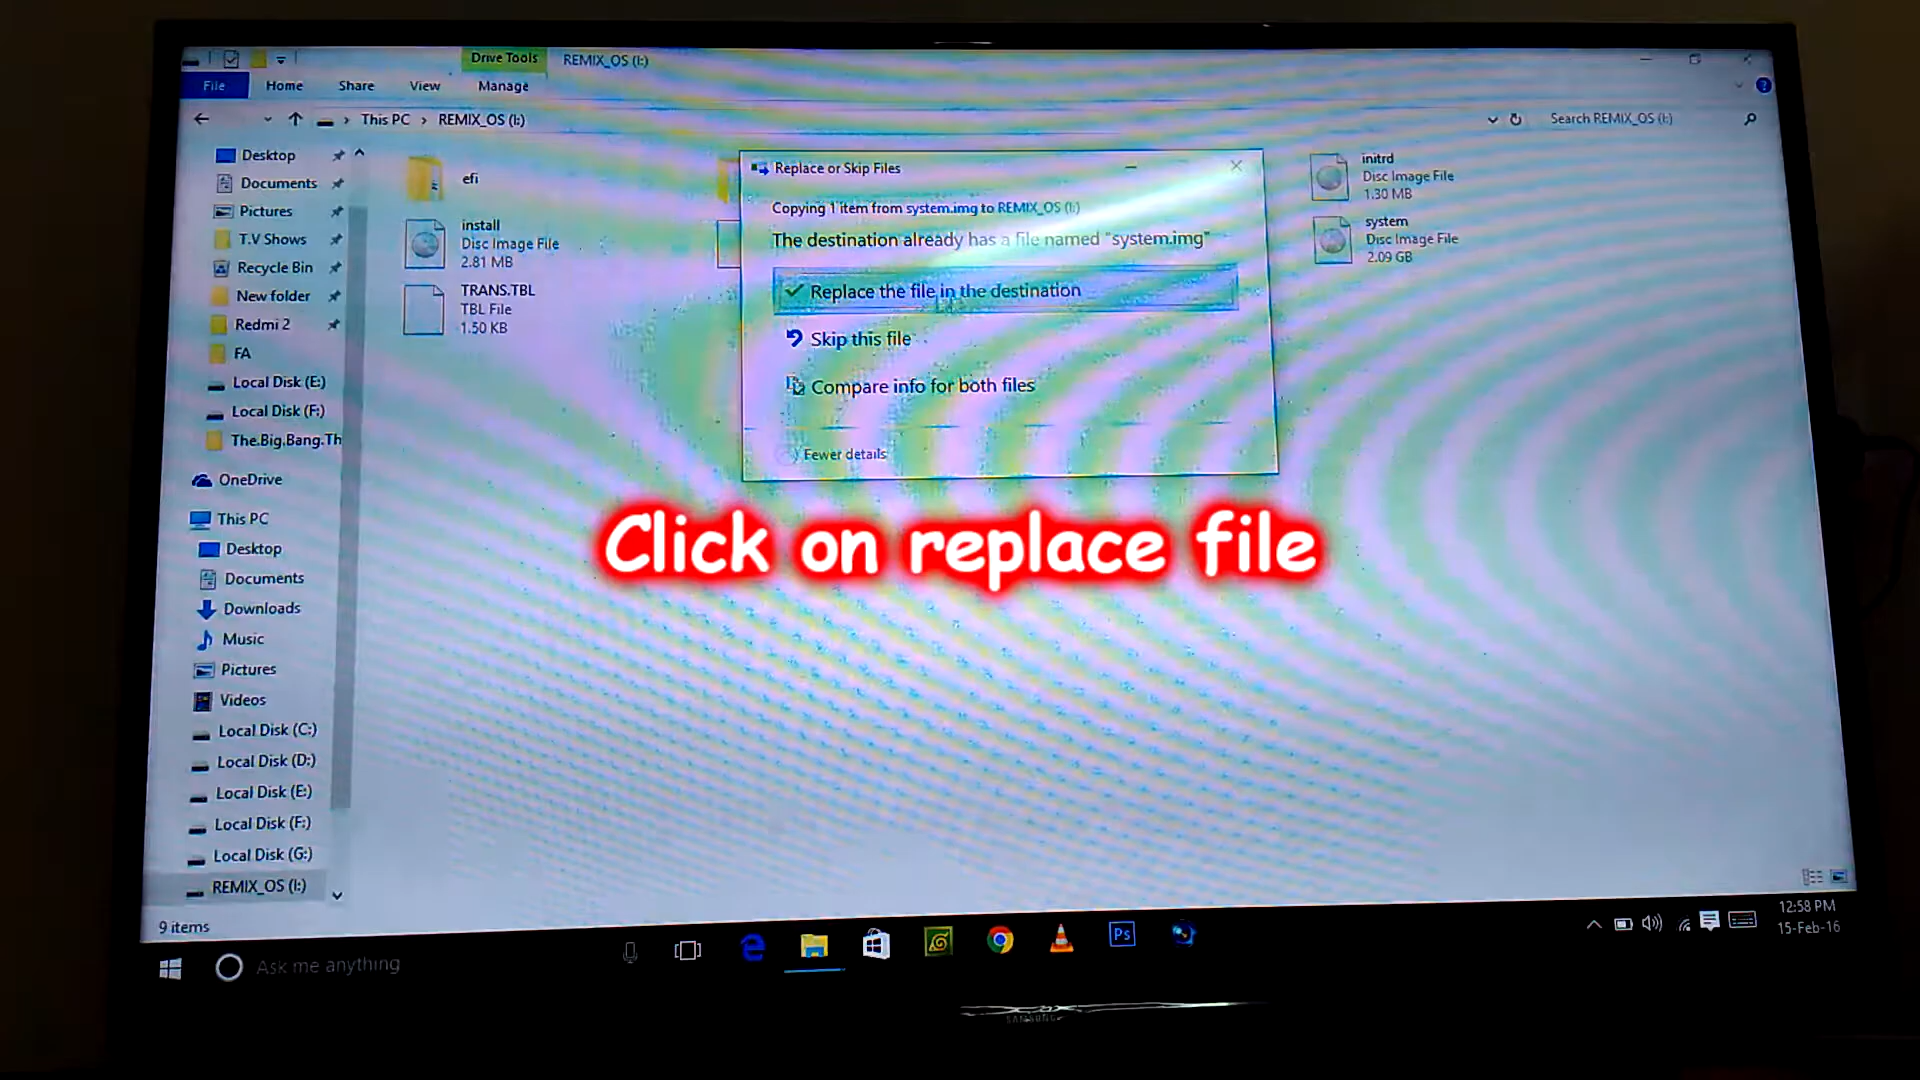 Drive Tools
REMIX_OS (I:)
File
Home
Share
View
Manage
This PC
REMIX_OS (I:)
Search REMIX_OS (I:)
Desktop
Documents
Pictures
T.V Shows
Recycle Bin
New folder
Redmi 2
FA
Local Disk (E:)
Local Disk (F:)
The.Big.Bang.Th
OneDrive
This PC
Desktop
Documents
Downloads
Music
Pictures
Videos
Local Disk (C:)
Local Disk (D:)
Local Disk (E:)
Local Disk (F:)
Local Disk (G:)
REMIX_OS (I:)
9 items
efi
install
Disc Image File
2.81 MB
TRANS.TBL
TBL File
1.50 KB
initrd
Disc Image File
1.30 MB
system
Disc Image File
2.09 GB
Replace or Skip Files
Copying 1 item from system.img to REMIX_OS (I:)
The destination already has a file named "system.img"
Replace the file in the destination
Skip this file
Compare info for both files
Fewer details
Click on replace file
Ask me anything
Ps
12:58 PM
15-Feb-16
SAMSUNG